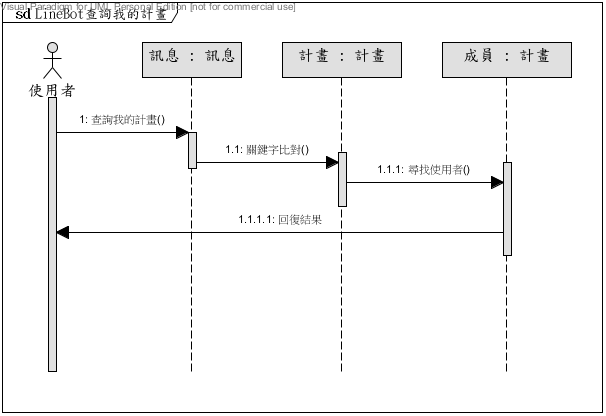 Visual Paradigm for UML Personal Edition [not for commercial use]
sd LineBot查詢我的計畫
使用者
訊息 : 訊息
計畫 : 計畫
成員 : 計畫
1: 查詢我的計畫()
1.1: 關鍵字比對()
1.1.1: 尋找使用者()
1.1.1.1: 回復結果